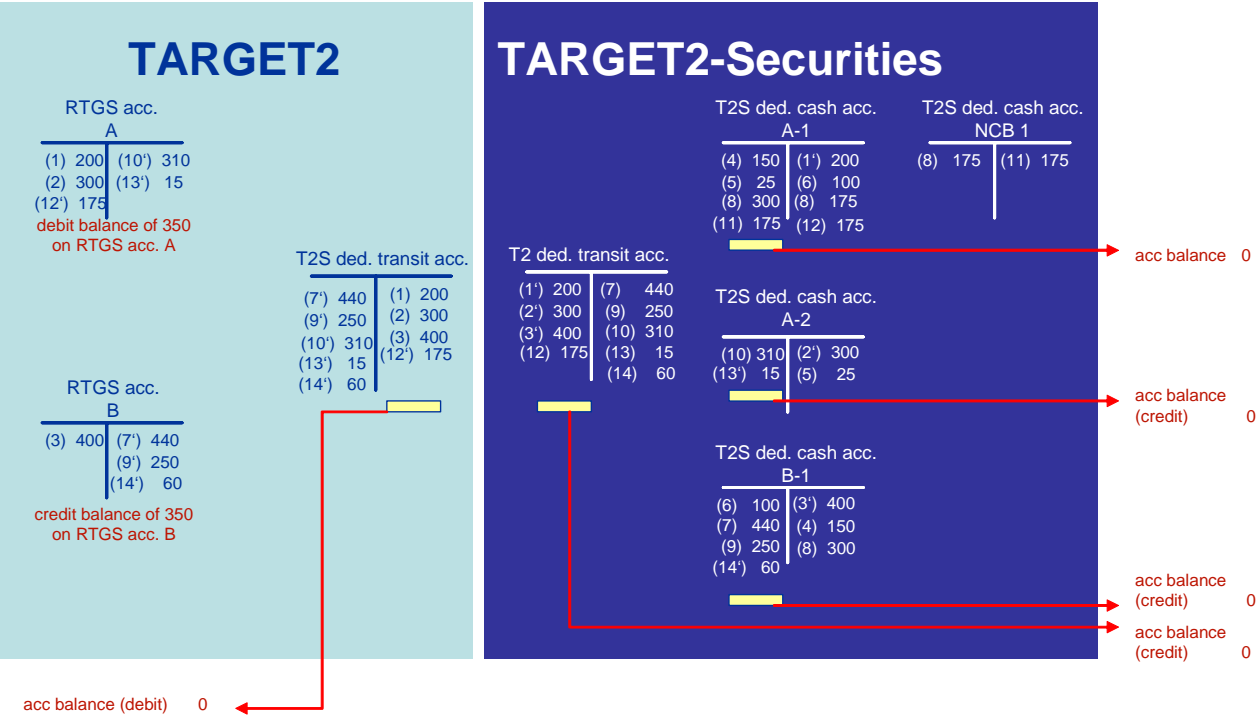 TARGET2
RTGS acc.
A
(1) 200 (10‘) 310
(2) 300 (13‘) 15
(12‘) 175
debit balance of 350
on RTGS acc. A
T2S ded. transit acc.
(7‘) 440 (1) 200
(9‘) 250 (2) 300
(10‘) 310 (3) 400
(13‘) 15 (12‘) 175
(14‘) 60
RTGS acc.
B
(3) 400 (7‘) 440
(9‘) 250
(14‘) 60
credit balance of 350
on RTGS acc. B
acc balance (debit) 0
TARGET2-Securities
T2 ded. transit acc.
(1‘) 200 (7) 440
(2‘) 300 (9) 250
(3‘) 400 (10) 310
(12) 175 (13) 15
(14) 60
T2S ded. cash acc.
A-1
(4) 150 (1‘) 200
(5) 25 (6) 100
(8) 300 (8) 175
(11) 175 (12) 175
T2S ded. cash acc.
NCB 1
(8) 175 (11) 175
acc balance 0
T2S ded. cash acc.
A-2
(10) 310 (2‘) 300
(13‘) 15 (5) 25
acc balance
(credit) 0
T2S ded. cash acc.
B-1
(6) 100 (3‘) 400
(7) 440 (4) 150
(9) 250 (8) 300
(14‘) 60
acc balance
(credit) 0
acc balance
(credit) 0